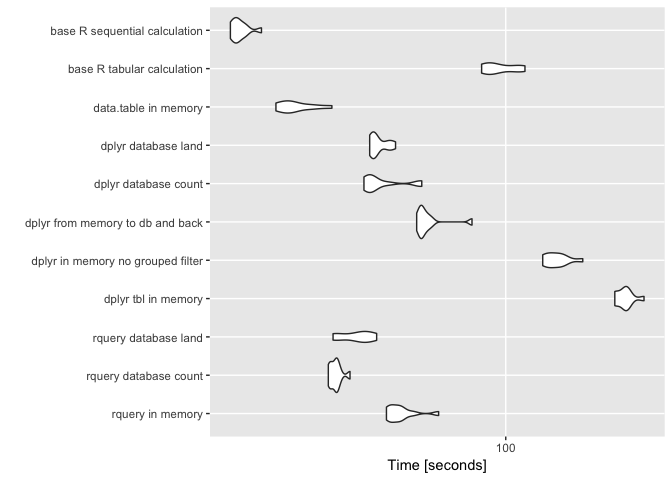 base R sequential calculation
base R tabular calculation
data.table in memory
dplyr database land
dplyr database count
dplyr from memory to db and back
dplyr in memory no grouped filter
dplyr tbl in memory
rquery database land
rquery database count
rquery in memory
100
Time [seconds]